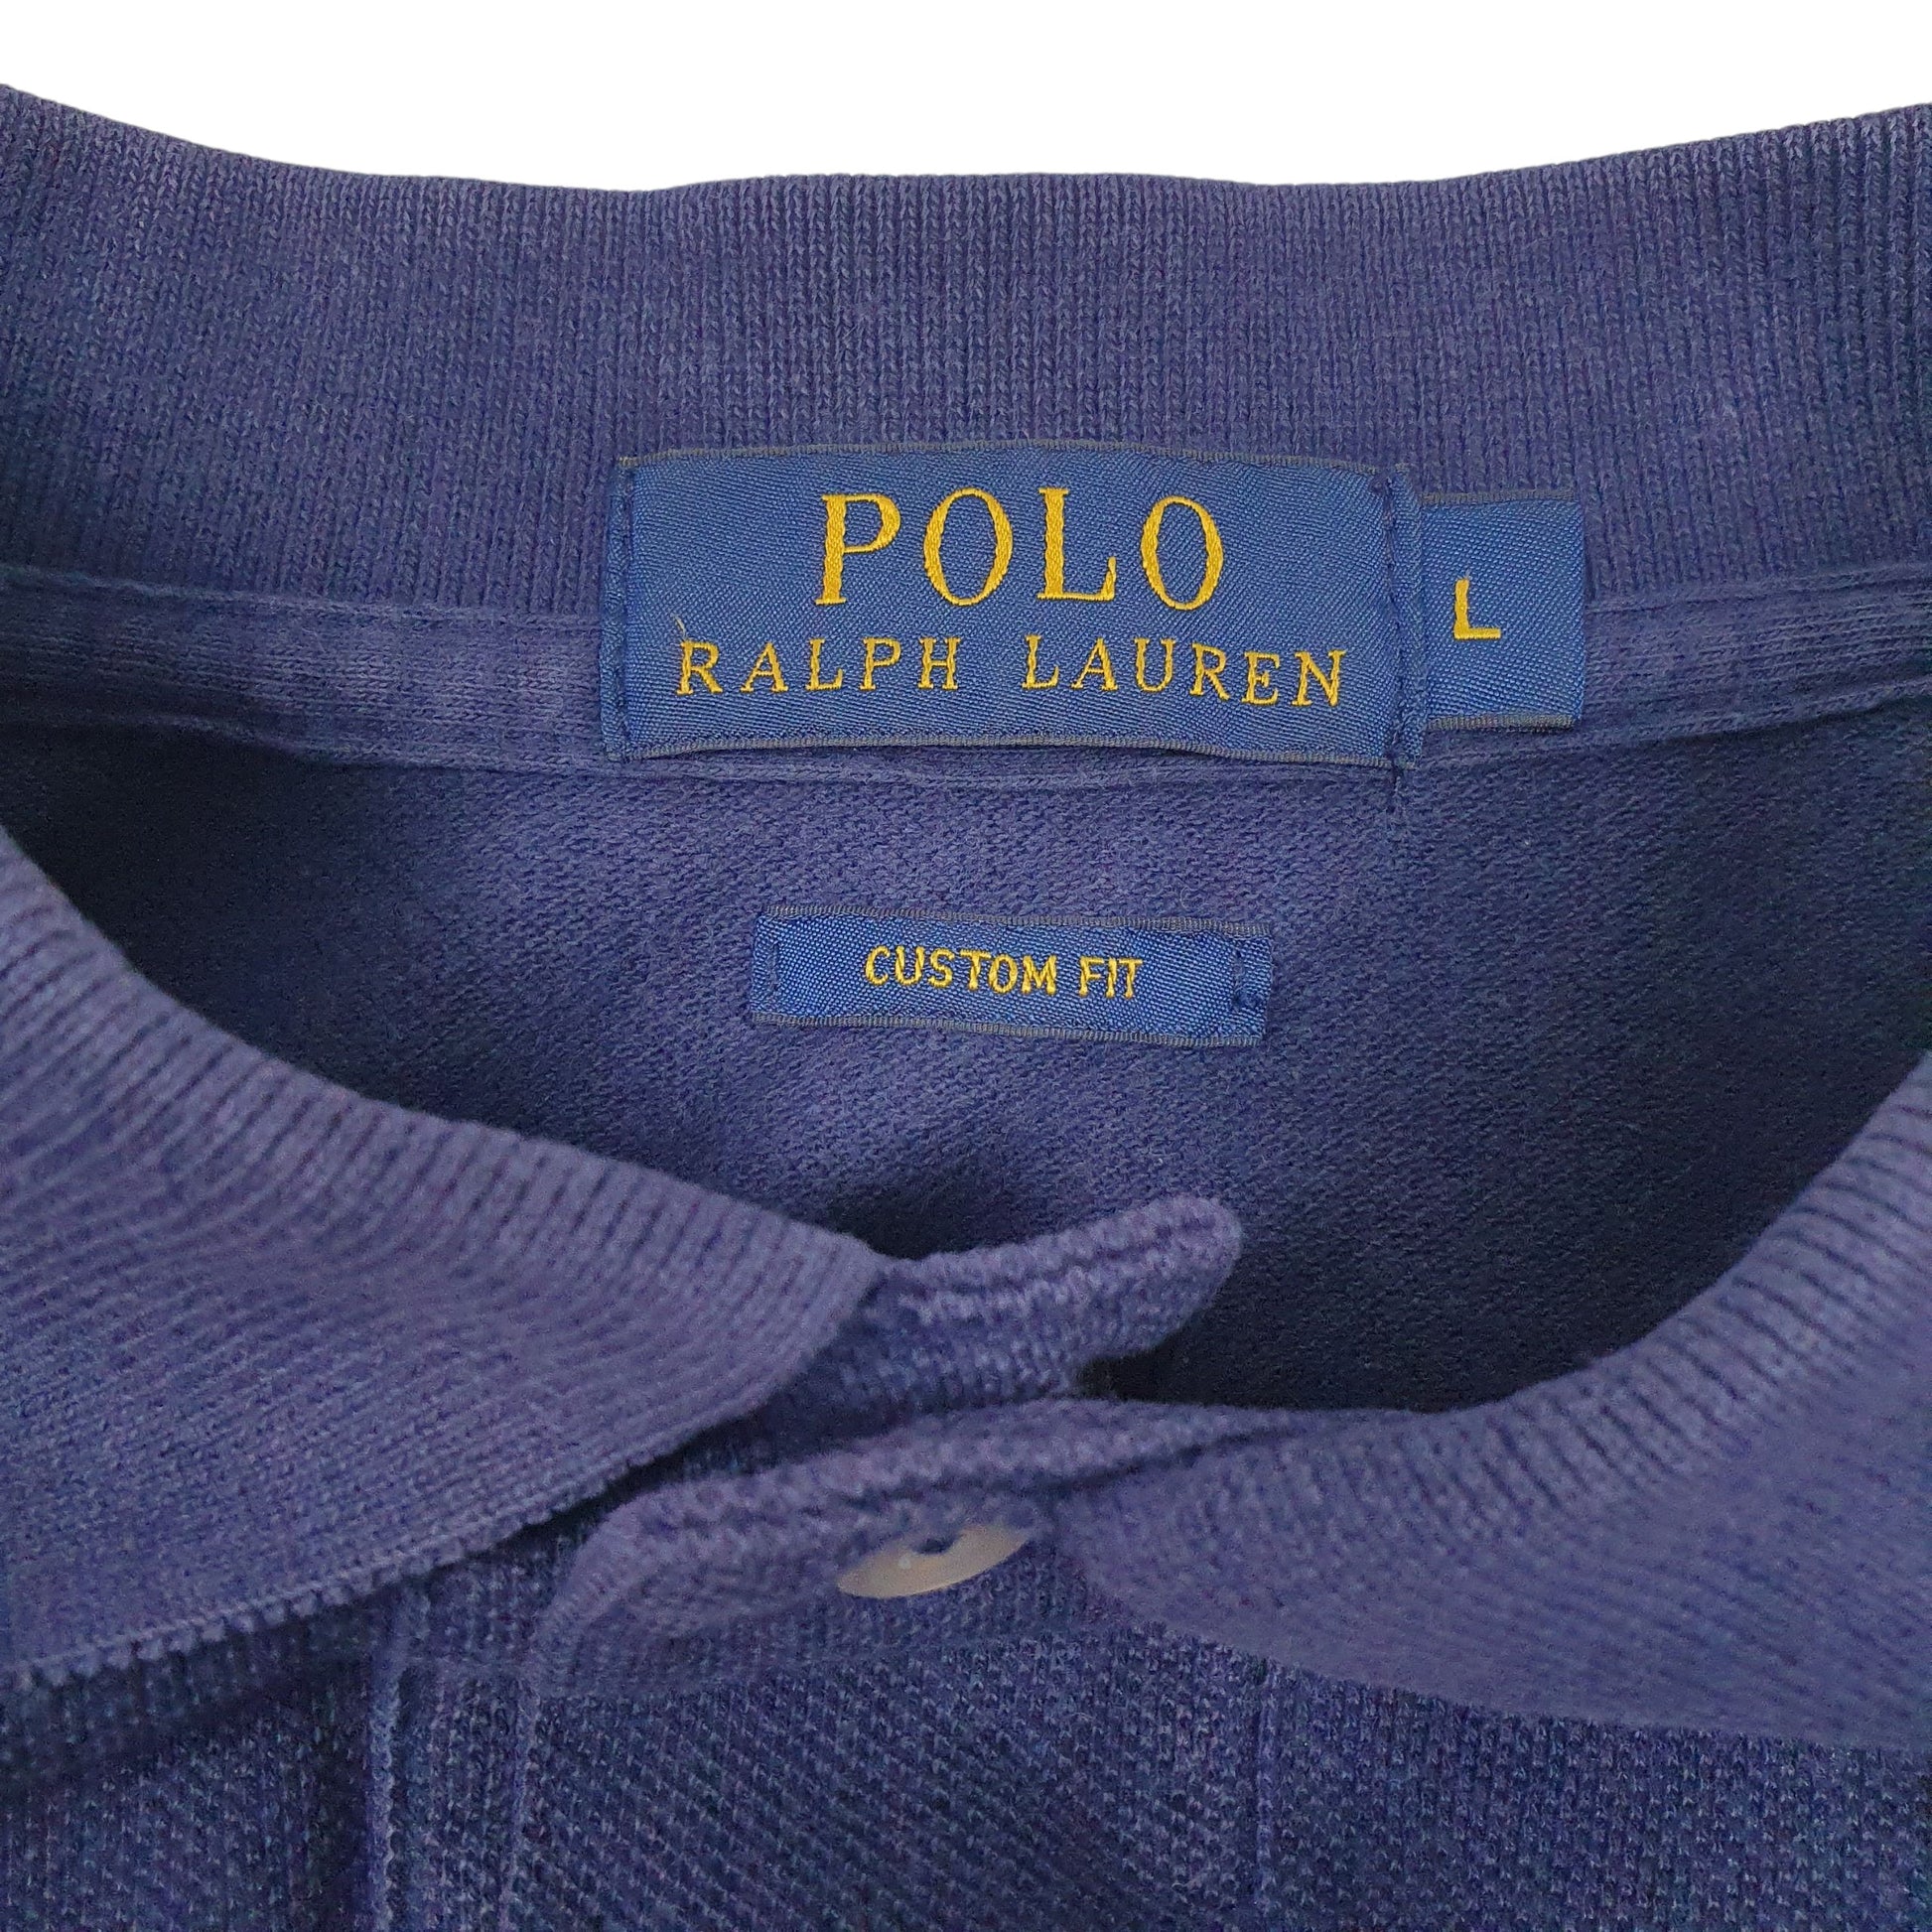 POLO
RALPH LAUREN
L
CUSTOM FIT